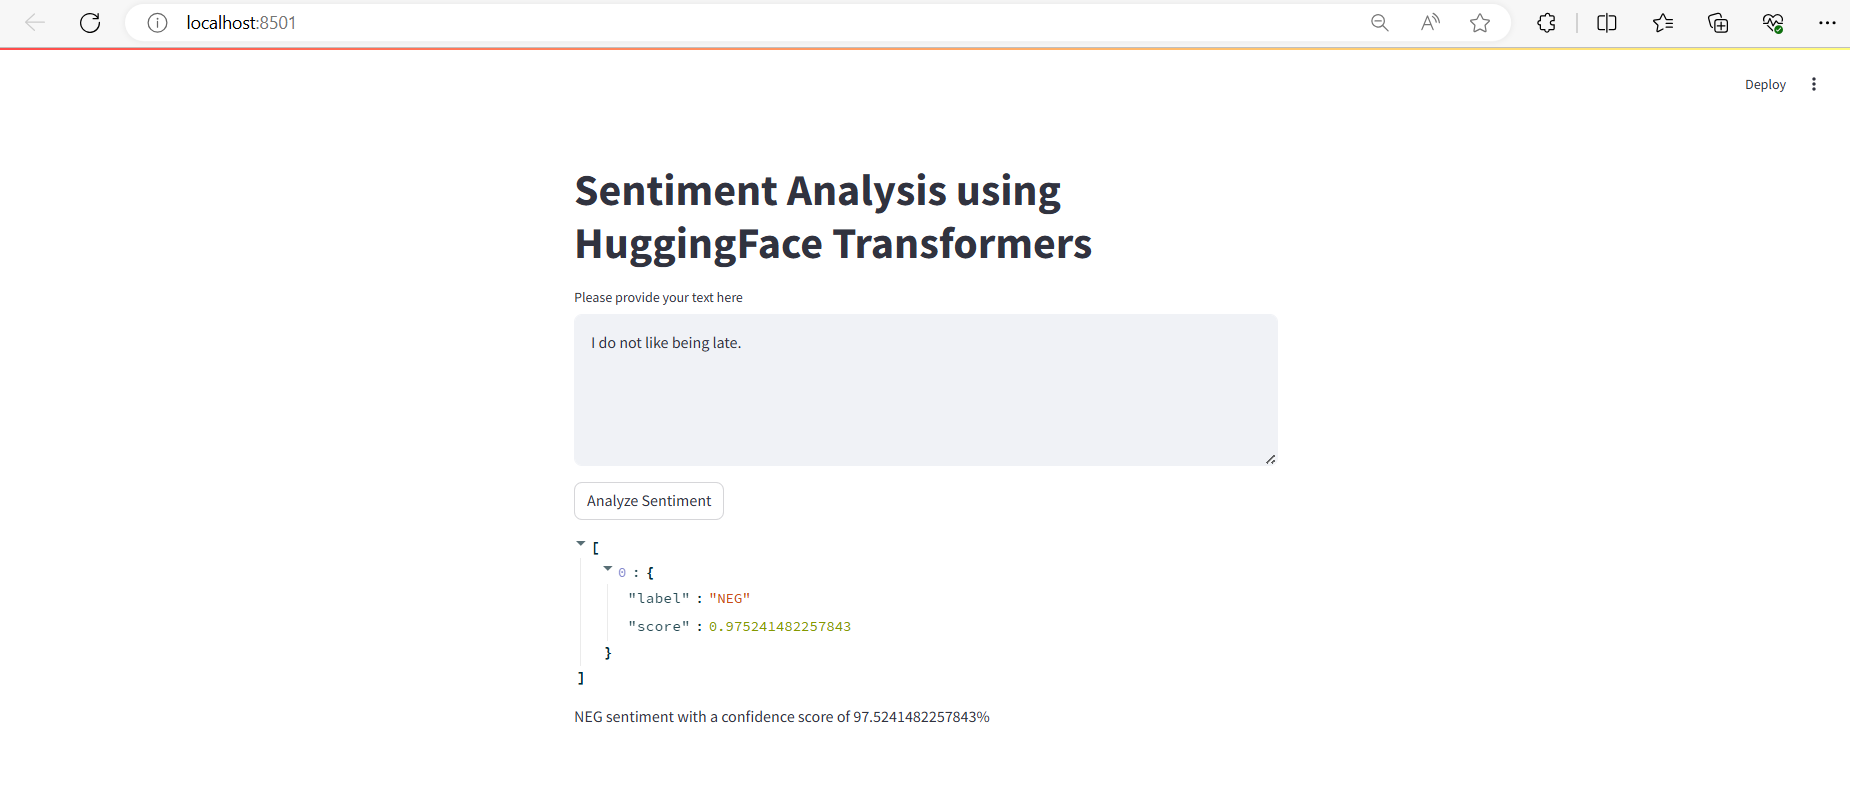 localhost:8501
Deploy
Sentiment Analysis using
HuggingFace Transformers
Please provide your text here
I do not like being late.
Analyze Sentiment
[
0 : {
"label" : "NEG"
"score" : 0.975241482257843
}
]
NEG sentiment with a confidence score of 97.5241482257843%